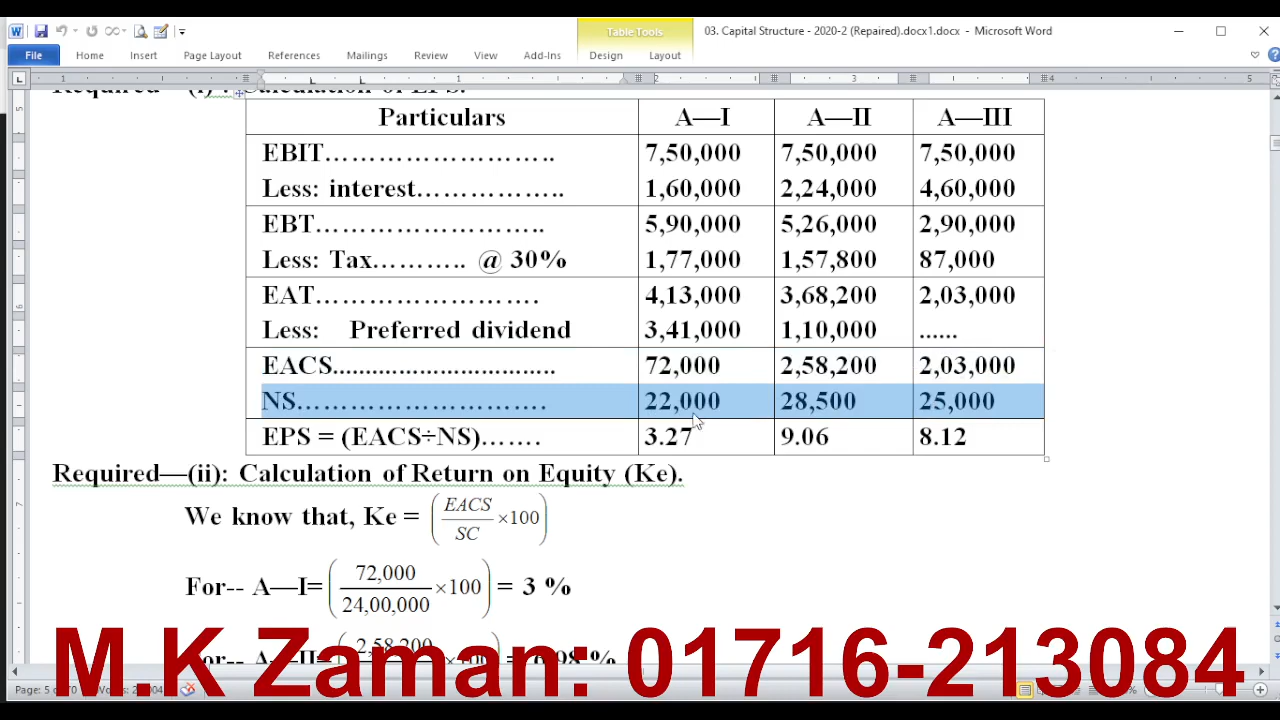 Table Tools
03. Capital Structure - 2020-2 (Repaired).docx1.docx - Microsoft Word
File Home Insert Page Layout References Mailings Review View Add-Ins Design Layout
Required—(i) : Calculation of EPS.
Particulars A—I A—II A—III
EBIT…………………….. 7,50,000 7,50,000 7,50,000
Less: interest…………….. 1,60,000 2,24,000 4,60,000
EBT…………………….. 5,90,000 5,26,000 2,90,000
Less: Tax……….. @ 30% 1,77,000 1,57,800 87,000
EAT……………………. 4,13,000 3,68,200 2,03,000
Less: Preferred dividend 3,41,000 1,10,000 ......
EACS.................................. 72,000 2,58,200 2,03,000
NS………………………. 22,000 28,500 25,000
EPS = (EACS÷NS)……. 3.27 9.06 8.12
Required—(ii): Calculation of Return on Equity (Ke).
We know that, Ke = (EACS/SC ×100)
For-- A—I= (72,000/24,00,000 ×100) = 3 %
2,58,200
M.K Zaman: 01716-213084